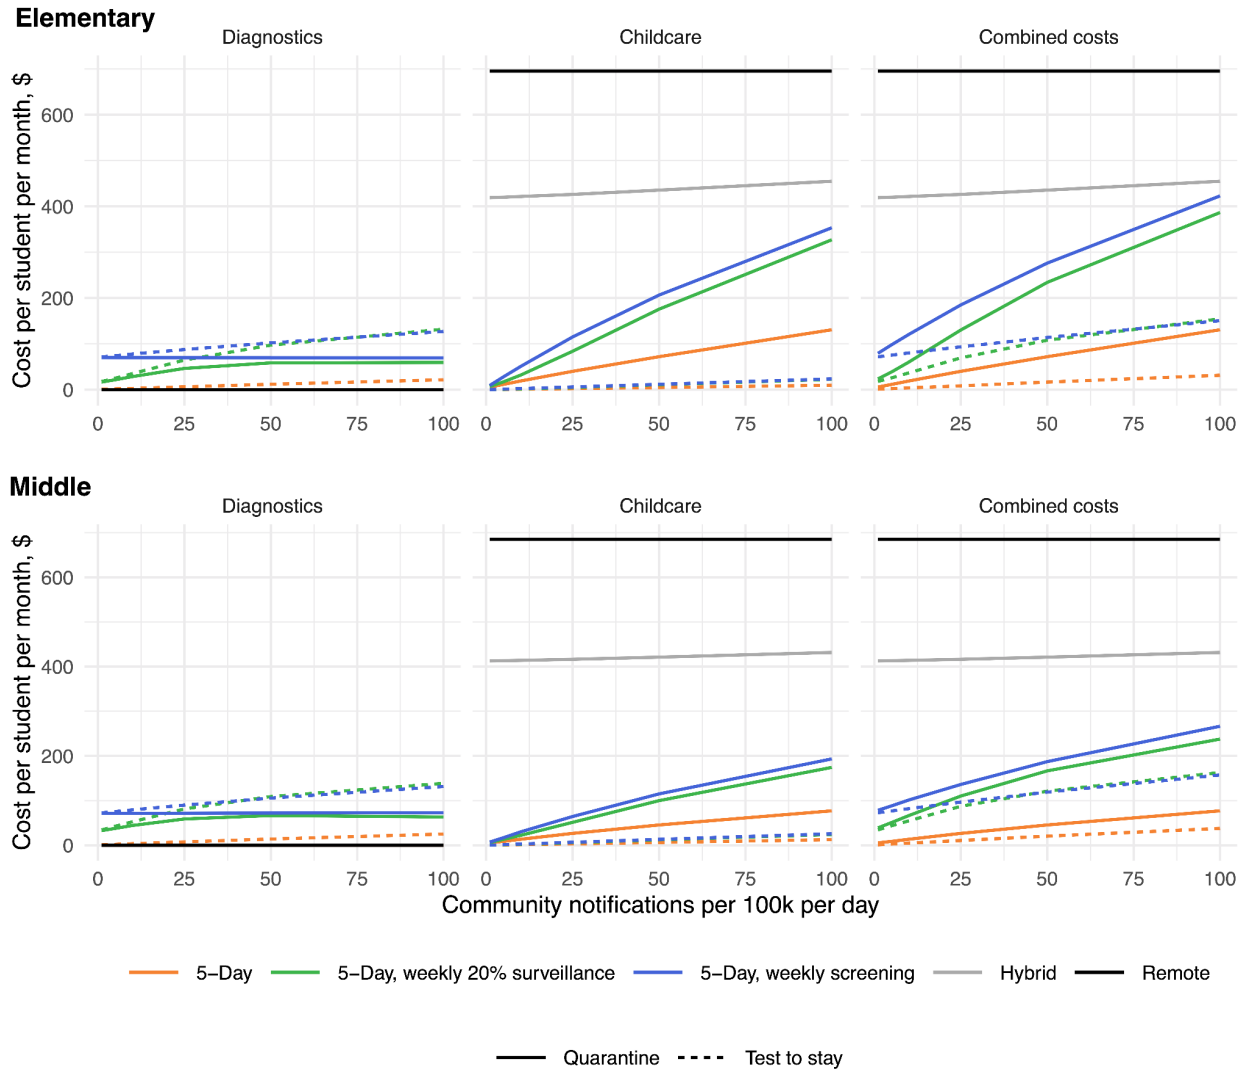 Elementary
Diagnostics Childcare Combined costs
Cost per student per month, $
600
400
200
0
0 25 50 75 100 0 25 50 75 100 0 25 50 75 100
Middle
Diagnostics Childcare Combined costs
Cost per student per month, $
600
400
200
0
0 25 50 75 100 0 25 50 75 100 0 25 50 75 100
Community notifications per 100k per day
5−Day 5−Day, weekly 20% surveillance 5−Day, weekly screening Hybrid Remote
Quarantine Test to stay